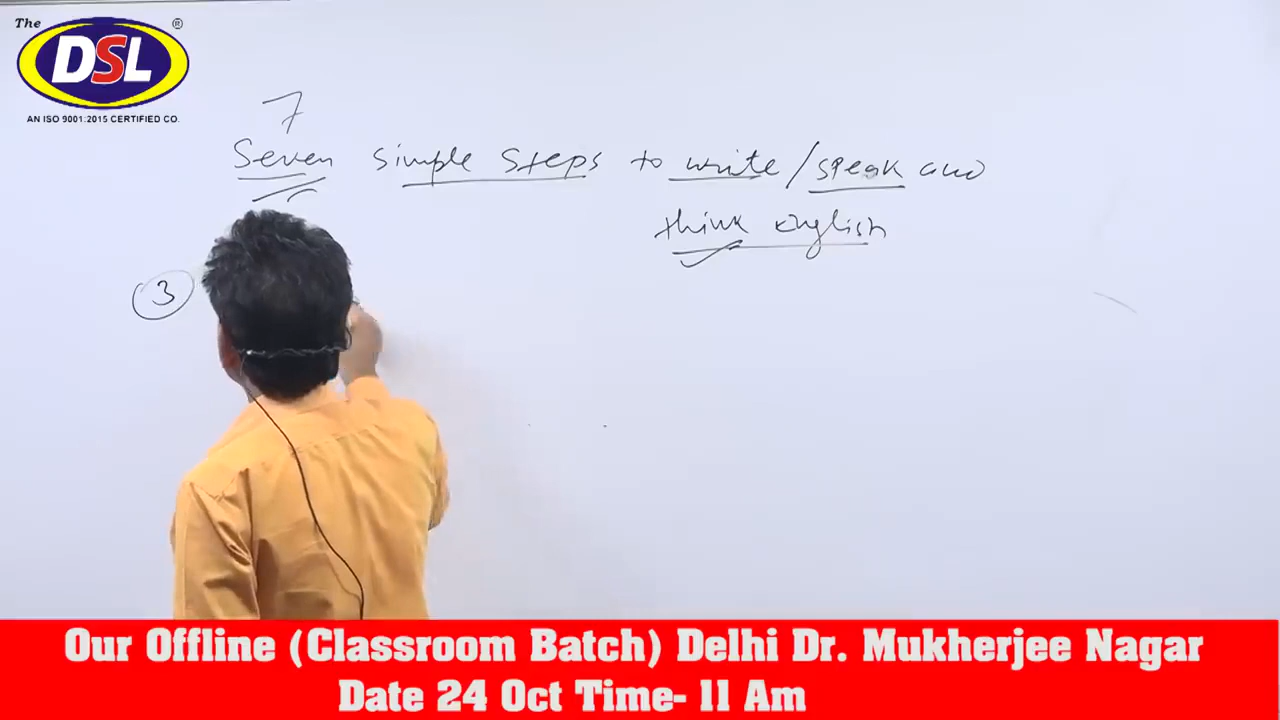 The
®
DSL
AN ISO 9001:2015 CERTIFIED CO.
7
Seven simple steps to write/speak and
think English
3
Our Offline (Classroom Batch) Delhi Dr. Mukherjee Nagar
Date 24 Oct Time- 11 Am